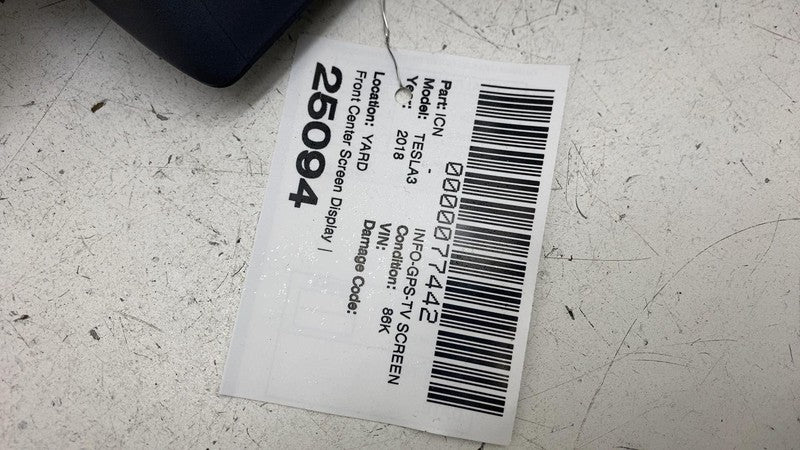 0000077442
Part: ICN - INFO-GPS-TV SCREEN
Model: TESLA3 Condition: 86K
Year: 2018 VIN:
Location: YARD Damage Code:
Front Center Screen Display |
25094